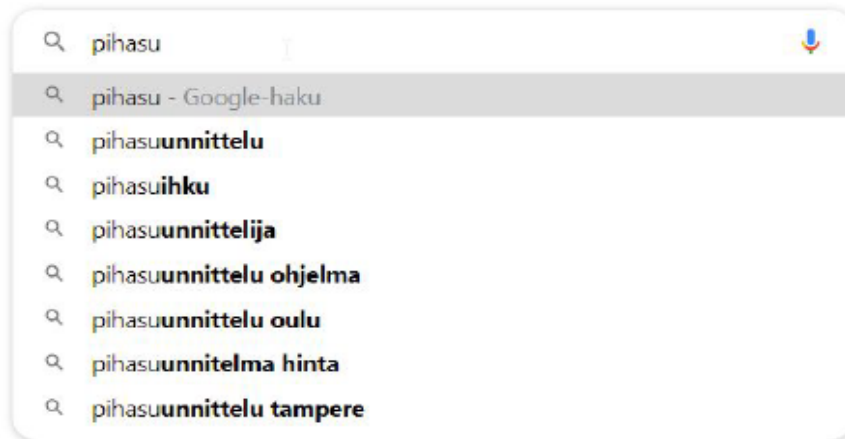 pihasu
pihasu - Google-haku
pihasuunnittelu
pihasuihku
pihasuunnittelija
pihasuunnittelu ohjelma
pihasuunnittelu oulu
pihasuunnitelma hinta
pihasuunnittelu tampere